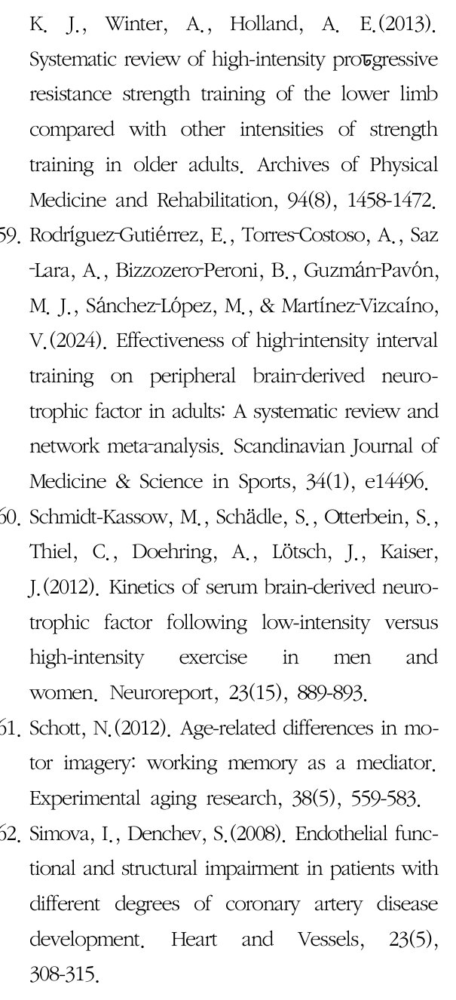 K. J., Winter, A., Holland, A. E.(2013).
Systematic review of high-intensity progressive
resistance strength training of the lower limb
compared with other intensities of strength
training in older adults. Archives of Physical
Medicine and Rehabilitation, 94(8), 1458-1472.
59. Rodríguez-Gutiérrez, E., Torres-Costoso, A., Saz
-Lara, A., Bizzozero-Peroni, B., Guzmán-Pavón,
M. J., Sánchez-López, M., & Martínez-Vizcaíno,
V.(2024). Effectiveness of high-intensity interval
training on peripheral brain-derived neuro-
trophic factor in adults: A systematic review and
network meta-analysis. Scandinavian Journal of
Medicine & Science in Sports, 34(1), e14496.
60. Schmidt-Kassow, M., Schädle, S., Otterbein, S.,
Thiel, C., Doehring, A., Lötsch, J., Kaiser,
J.(2012). Kinetics of serum brain-derived neuro-
trophic factor following low-intensity versus
high-intensity exercise in men and
women. Neuroreport, 23(15), 889-893.
61. Schott, N.(2012). Age-related differences in mo-
tor imagery: working memory as a mediator.
Experimental aging research, 38(5), 559-583.
62. Simova, I., Denchev, S.(2008). Endothelial func-
tional and structural impairment in patients with
different degrees of coronary artery disease
development. Heart and Vessels, 23(5),
308-315.